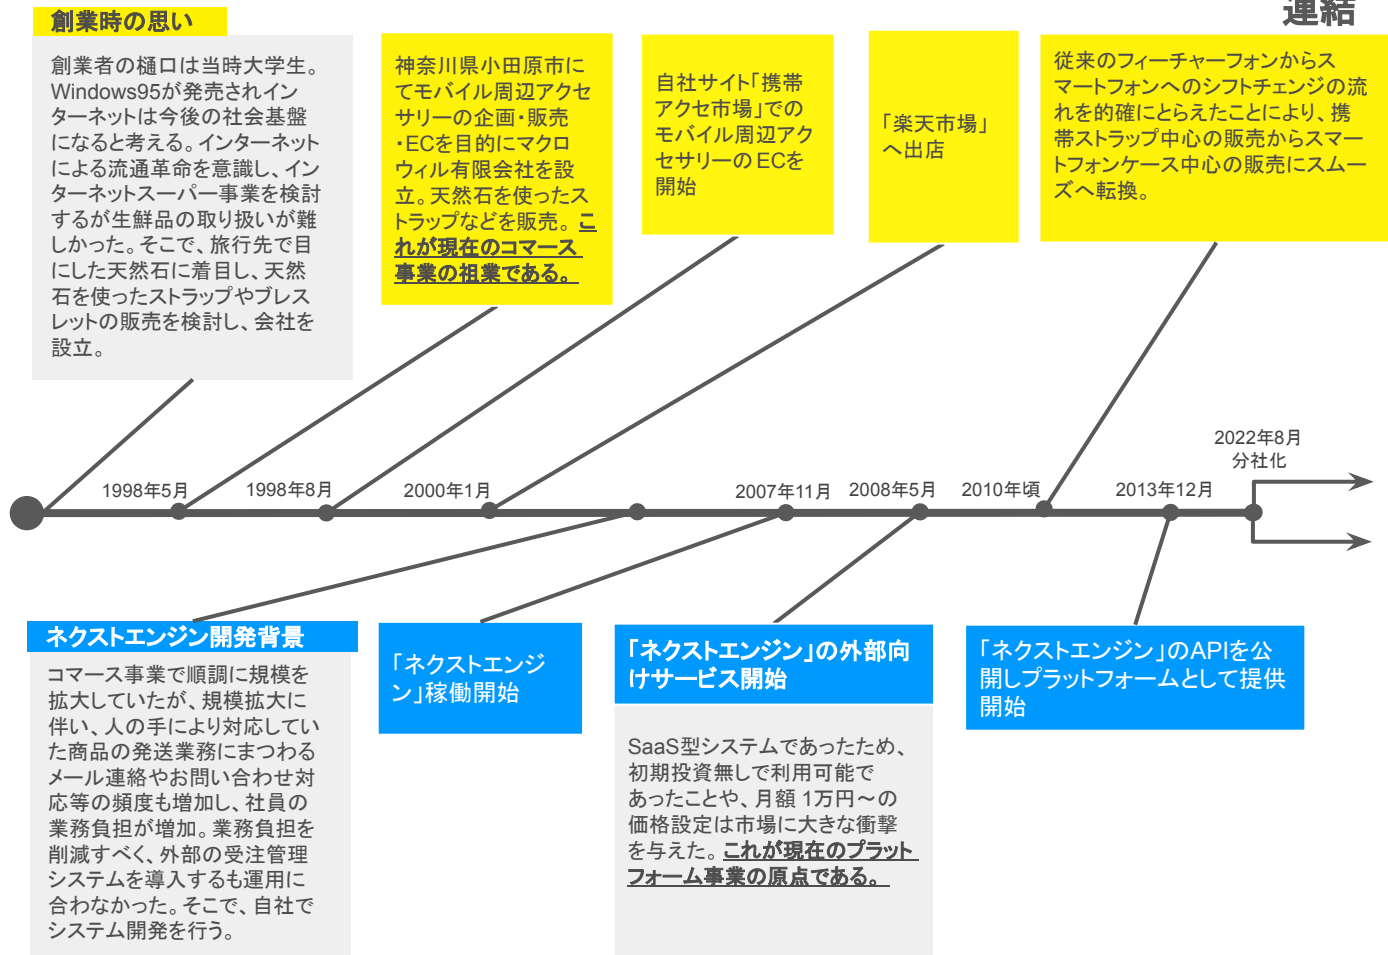 連結
創業時の思い
創業者の樋口は当時大学生。
Windows95が発売されイン
ターネットは今後の社会基盤
になると考える。インターネット
による流通革命を意識し、イン
ターネットスーパー事業を検討
するが生鮮品の取り扱いが難
しかった。そこで、旅行先で目
にした天然石に着目し、天然
石を使ったストラップやブレス
レットの販売を検討し、会社を
設立。
神奈川県小田原市に
てモバイル周辺アクセ
サリーの企画・販売
・ECを目的にマクロ
ウィル有限会社を設
立。天然石を使ったス
トラップなどを販売。こ
れが現在のコマース
事業の祖業である。
自社サイト「携帯
アクセ市場」での
モバイル周辺アク
セサリーのECを
開始
「楽天市場」
へ出店
従来のフィーチャーフォンからス
マートフォンへのシフトチェンジの流
れを的確にとらえたことにより、携
帯ストラップ中心の販売からスマー
トフォンケース中心の販売にスムー
ズへ転換。
1998年5月
1998年8月
2000年1月
2007年11月
2008年5月
2010年頃
2013年12月
2022年8月
分社化
ネクストエンジン開発背景
コマース事業で順調に規模を
拡大していたが、規模拡大に
伴い、人の手により対応してい
た商品の発送業務にまつわる
メール連絡やお問い合わせ対
応等の頻度も増加し、社員の
業務負担が増加。業務負担を
削減すべく、外部の受注管理
システムを導入するも運用に
合わなかった。そこで、自社で
システム開発を行う。
「ネクストエンジ
ン」稼働開始
「ネクストエンジン」の外部向
けサービス開始
SaaS型システムであったため、
初期投資無しで利用可能で
あったことや、月額 1万円～の
価格設定は市場に大きな衝撃
を与えた。これが現在のプラット
フォーム事業の原点である。
「ネクストエンジン」のAPIを公
開しプラットフォームとして提供
開始